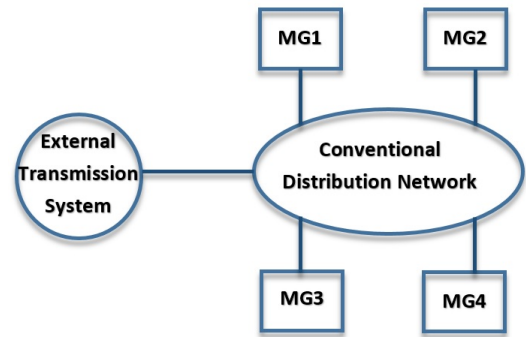 MG1
MG2
External
Transmission
System
Conventional
Distribution Network
MG3
MG4